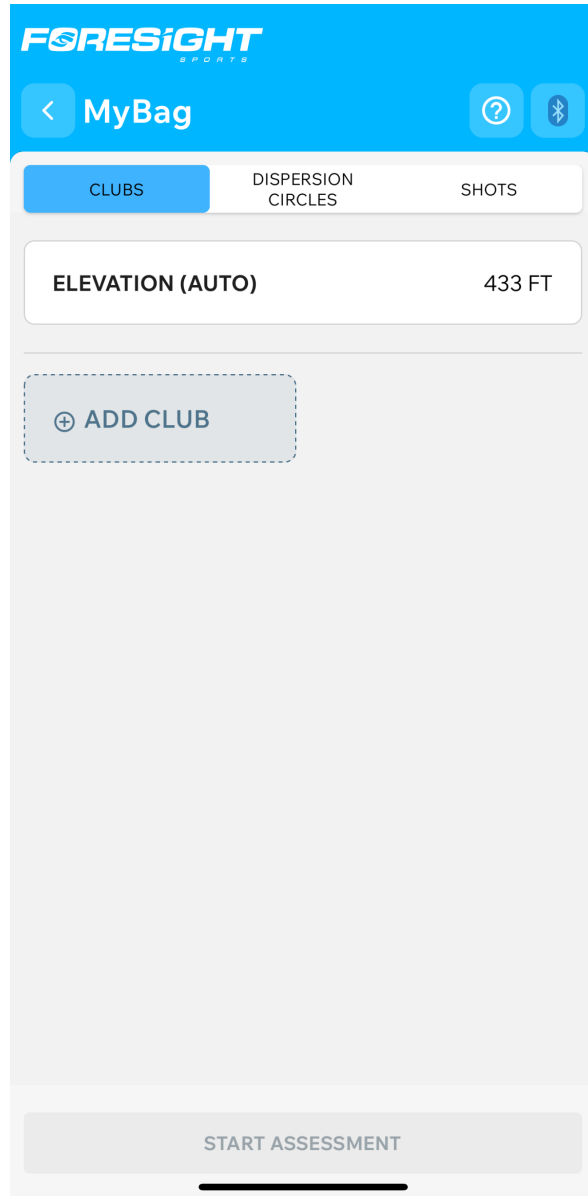 FORESiGHT
SPORTS
MyBag
CLUBS
DISPERSION
CIRCLES
SHOTS
ELEVATION (AUTO) 433 FT
ADD CLUB
START ASSESSMENT